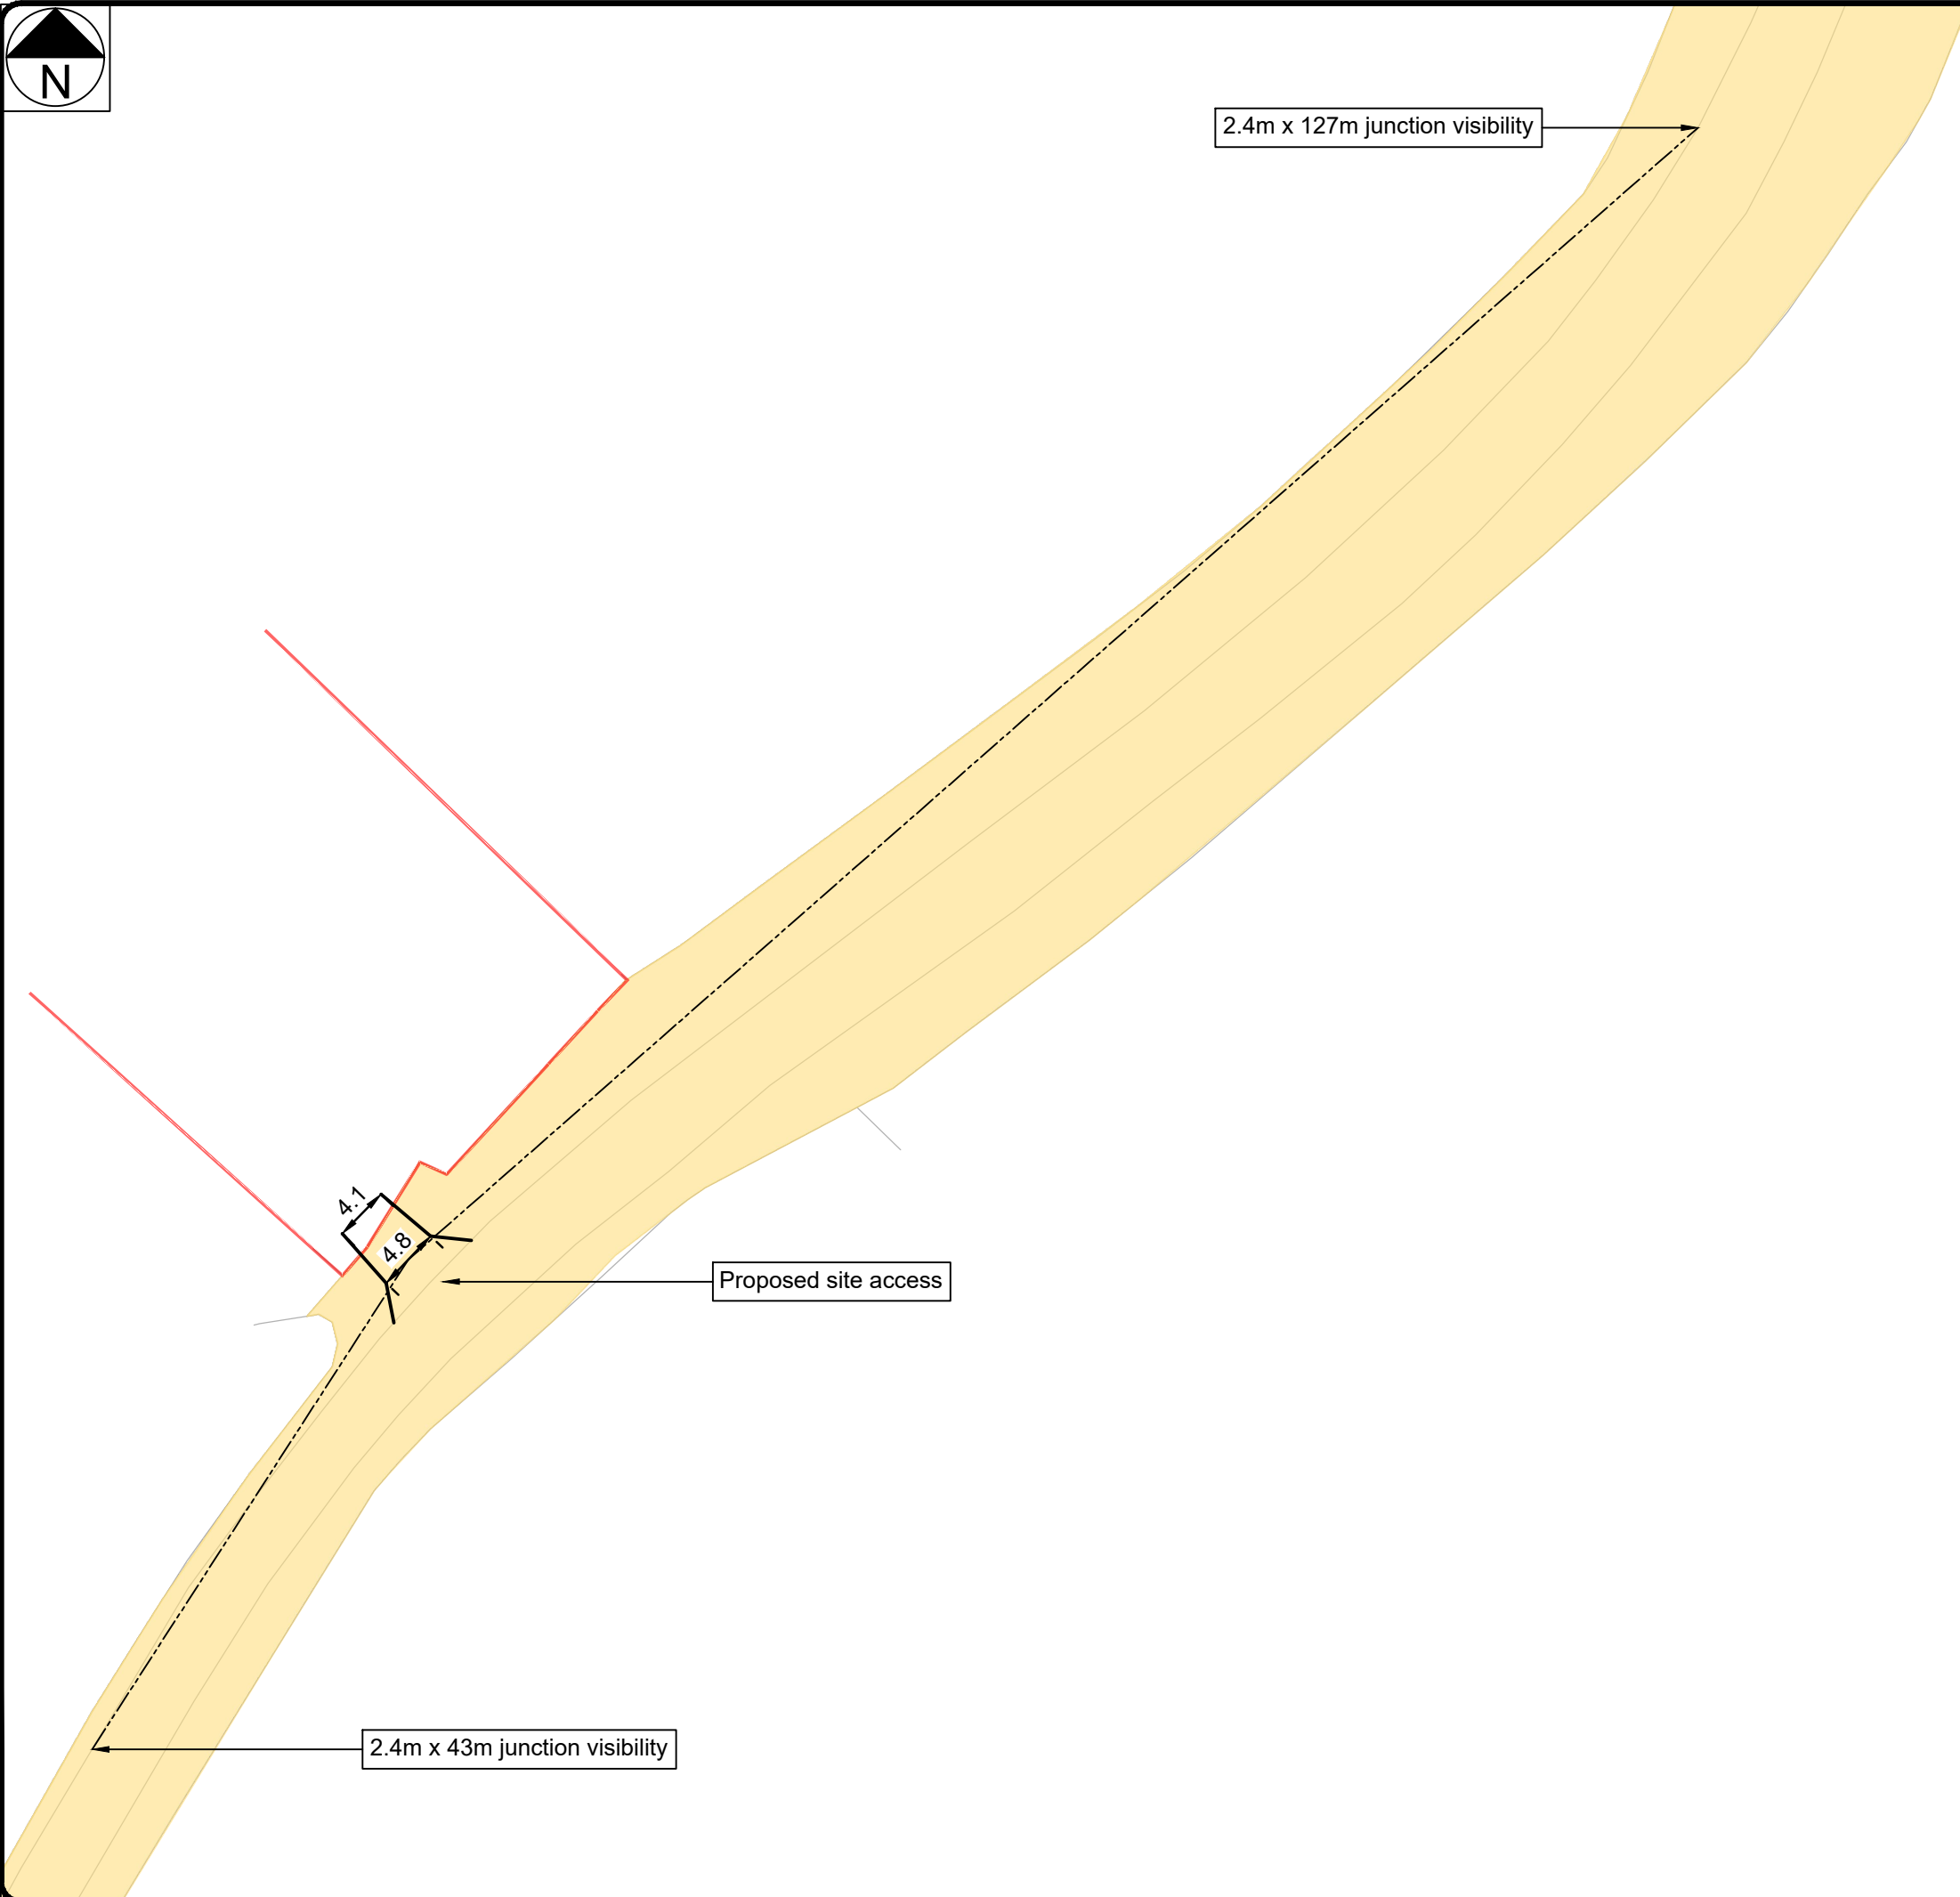 N
2.4m x 127m junction visibility
4.1
4.8
Proposed site access
2.4m x 43m junction visibility